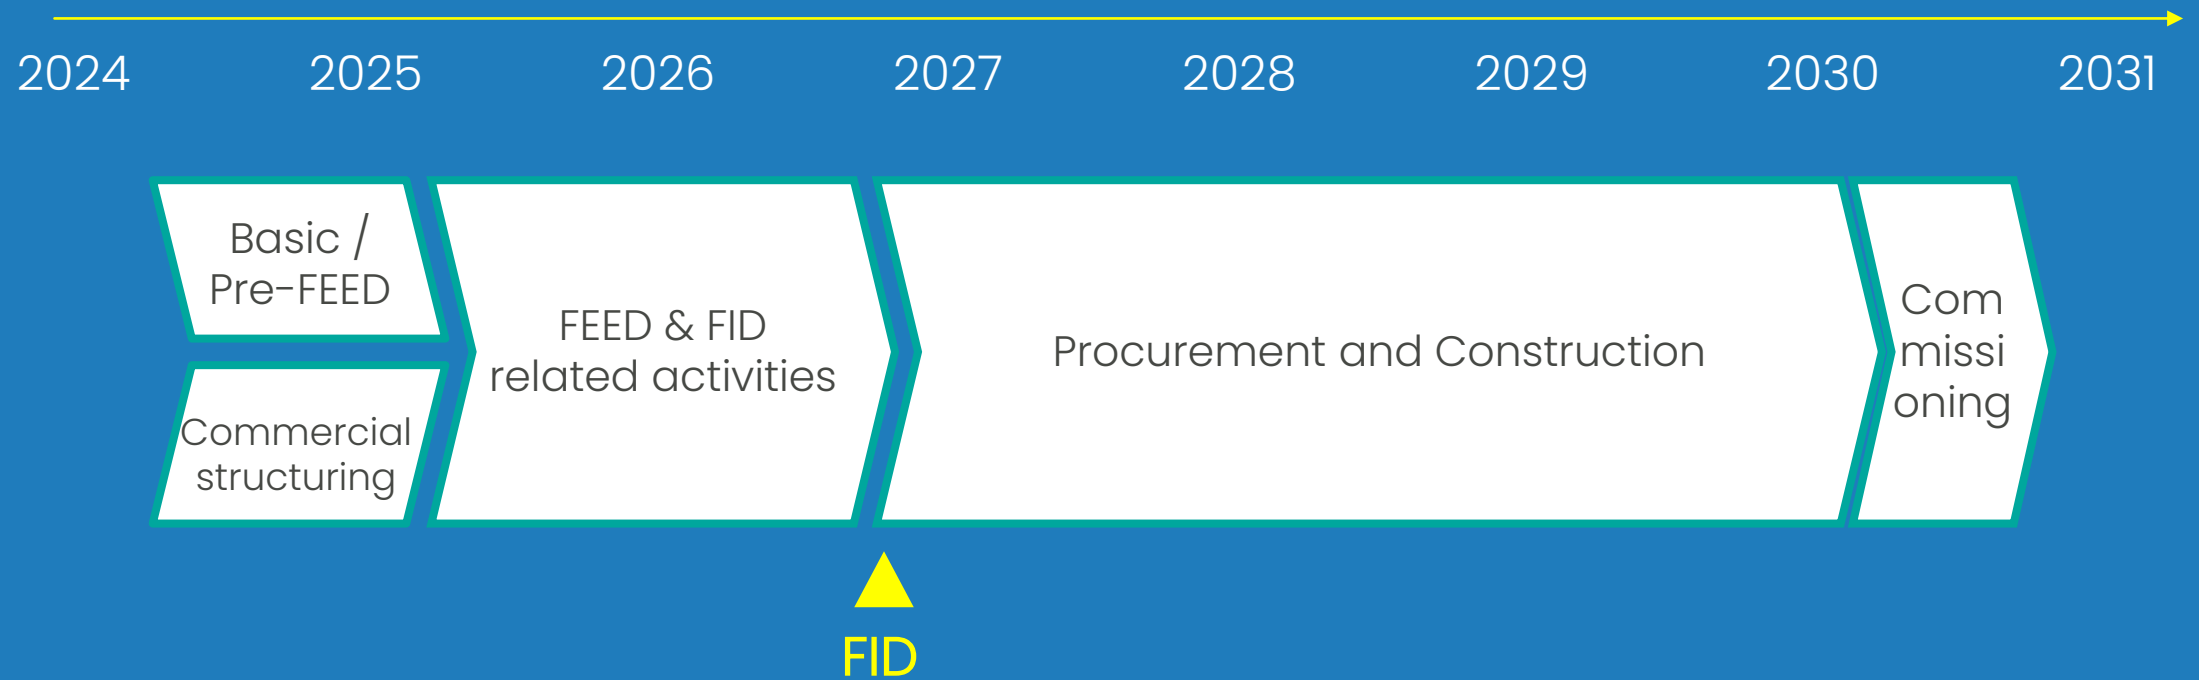 2024 2025 2026 2027 2028 2029 2030 2031
Basic /
Pre-FEED
Commercial
structuring
FEED & FID
related activities
Procurement and Construction
Com
missi
oning
FID